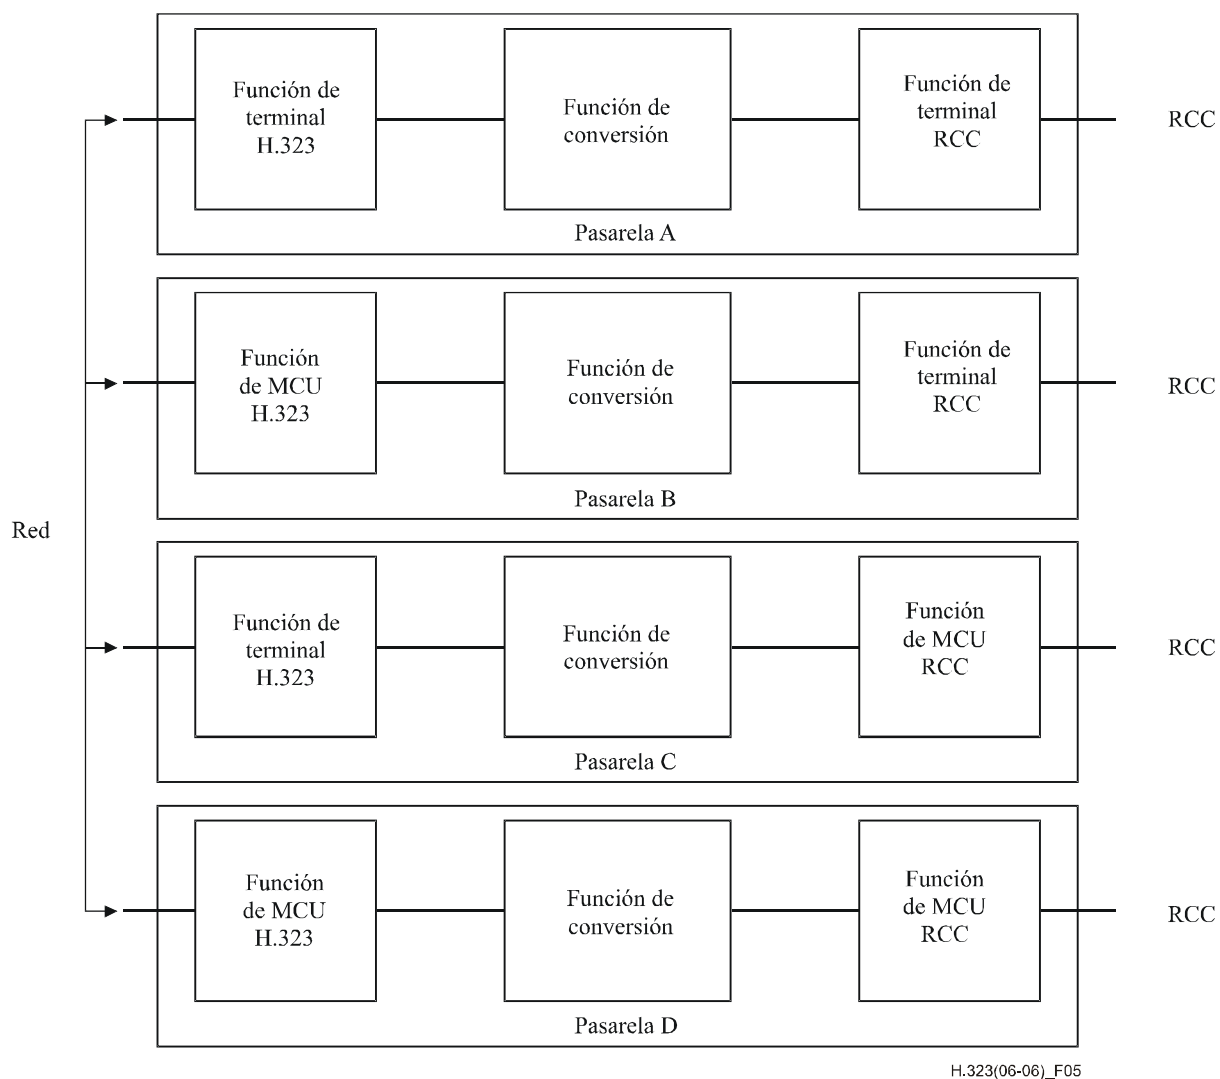 Función de
terminal
H.323
Función de
conversión
Función de
terminal
RCC
RCC
Pasarela A
Función
de MCU
H.323
Función de
conversión
Función de
terminal
RCC
RCC
Pasarela B
Red
Función de
terminal
H.323
Función de
conversión
Función
de MCU
RCC
RCC
Pasarela C
Función
de MCU
H.323
Función de
conversión
Función
de MCU
RCC
RCC
Pasarela D
H.323(06-06)_F05